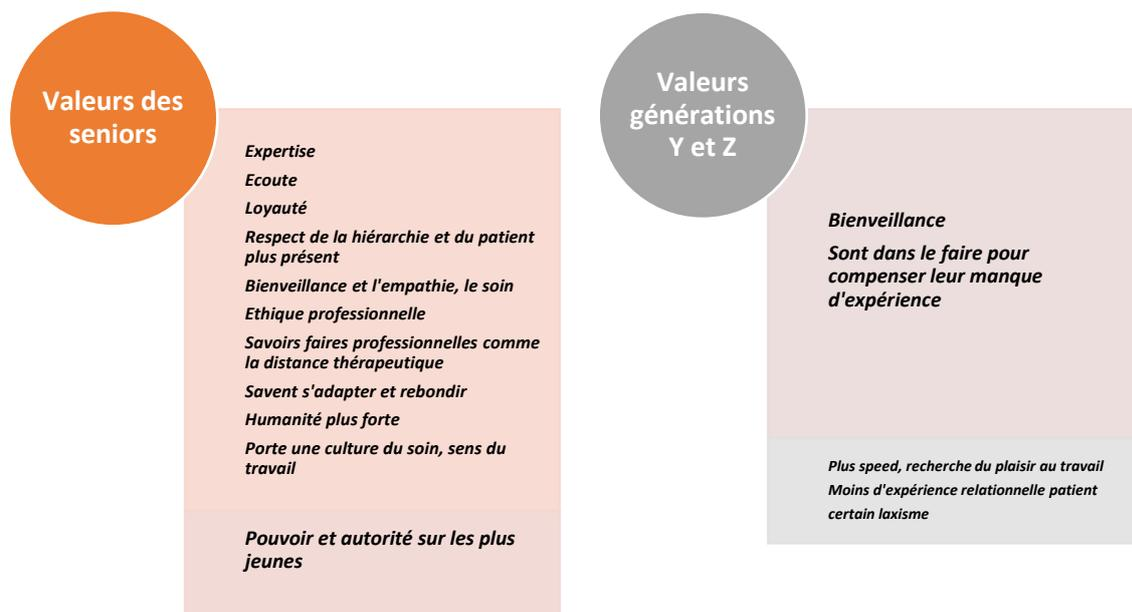 Valeurs des
seniors
Expertise
Ecoute
Loyauté
Respect de la hiérarchie et du patient
plus présent
Bienveillance et l'empathie, le soin
Ethique professionnelle
Savoirs faires professionnelles comme
la distance thérapeutique
Savent s'adapter et rebondir
Humanité plus forte
Porte une culture du soin, sens du
travail
Pouvoir et autorité sur les plus
jeunes
Valeurs
générations
Y et Z
Bienveillance
Sont dans le faire pour
compenser leur manque
d'expérience
Plus speed, recherche du plaisir au travail
Moins d'expérience relationnelle patient
certain laxisme